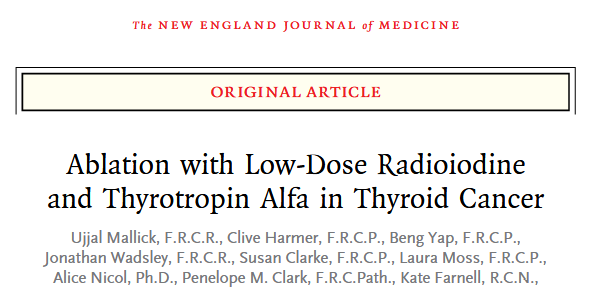 The NEW ENGLAND JOURNAL of MEDICINE
ORIGINAL ARTICLE
Ablation with Low-Dose Radioiodine
and Thyrotropin Alfa in Thyroid Cancer
Ujjal Mallick, F.R.C.R., Clive Harmer, F.R.C.P., Beng Yap, F.R.C.P.,
Jonathan Wadsley, F.R.C.R., Susan Clarke, F.R.C.P., Laura Moss, F.R.C.P.,
Alice Nicol, Ph.D., Penelope M. Clark, F.R.C.Path., Kate Farnell, R.C.N.,